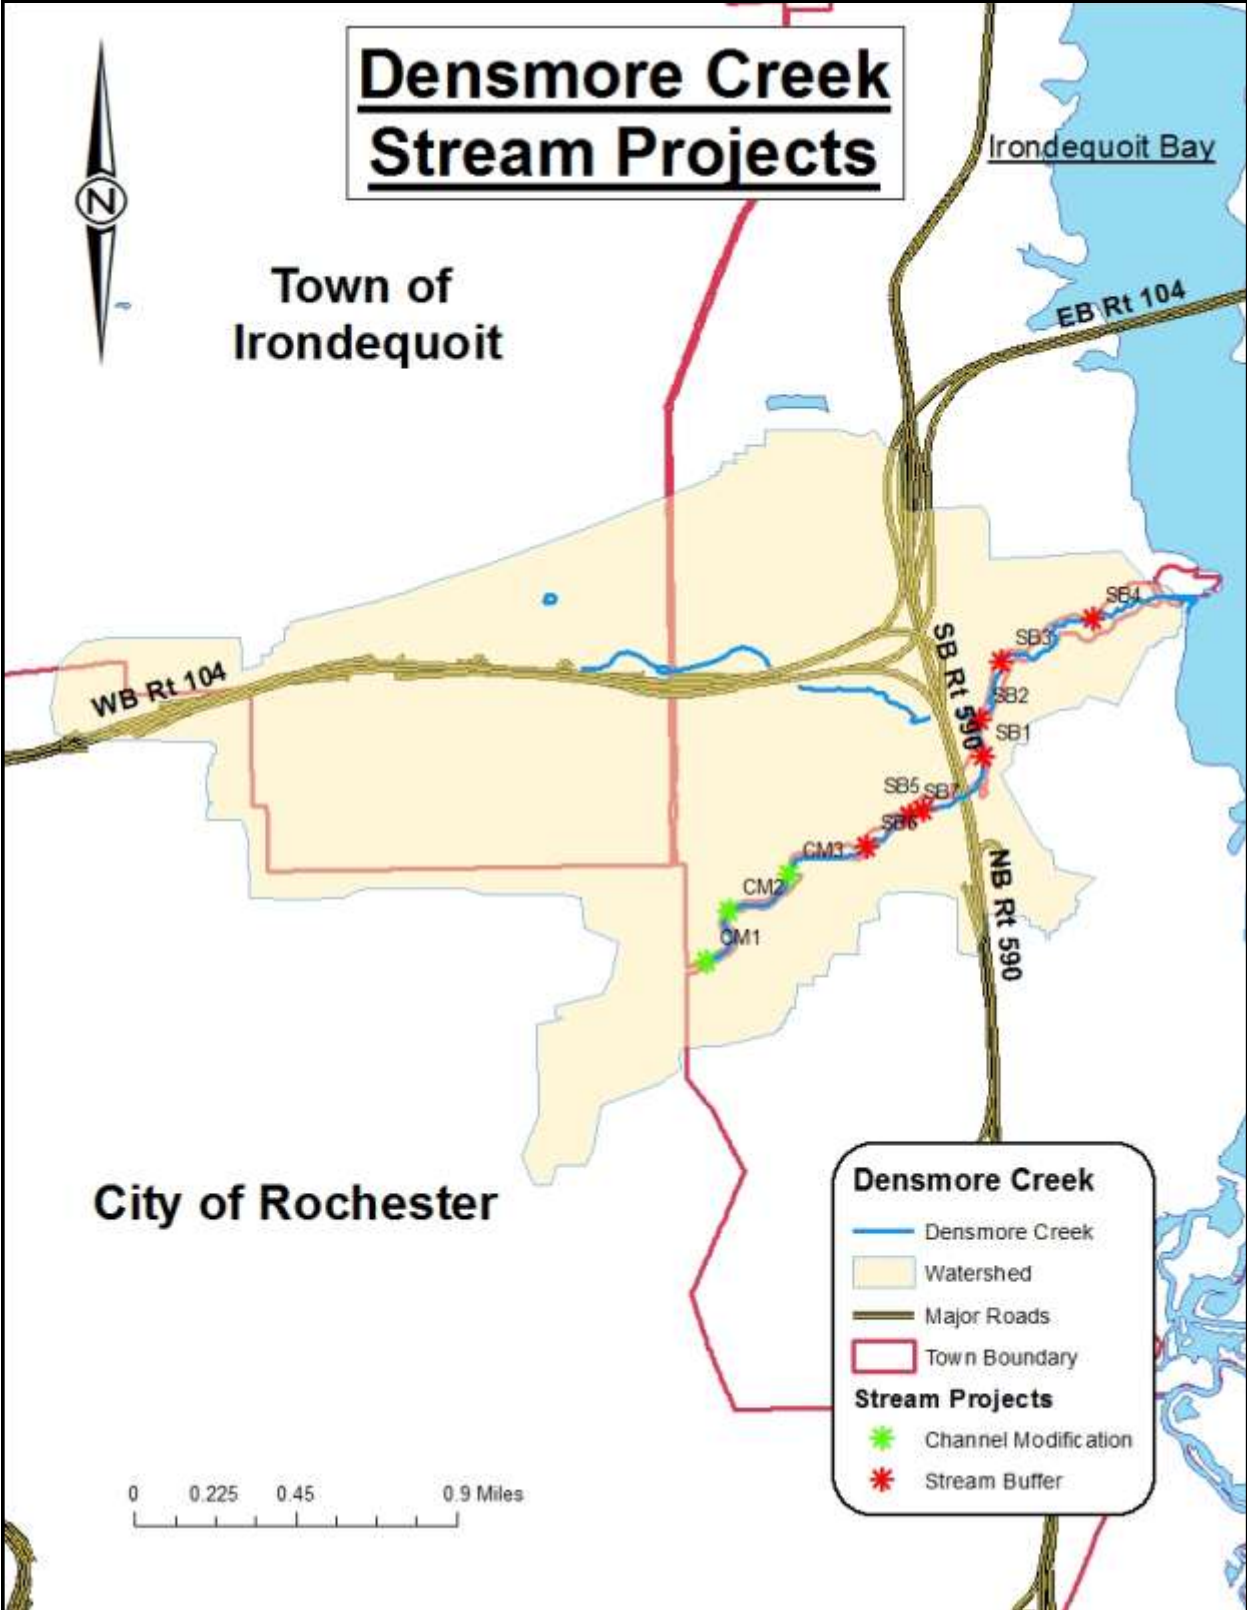 Densmore Creek
Stream Projects
Irondequoit Bay
N
Town of
Irondequoit
EB Rt 104
SB4
SB3
SB Rt 590
WB Rt 104
SB2
SB1
SB5
SB7
SB6
CM3
NB Rt 590
CM2
CM1
City of Rochester
Densmore Creek
Densmore Creek
Watershed
Major Roads
Town Boundary
Stream Projects
Channel Modification
Stream Buffer
0 0.225 0.45 0.9 Miles